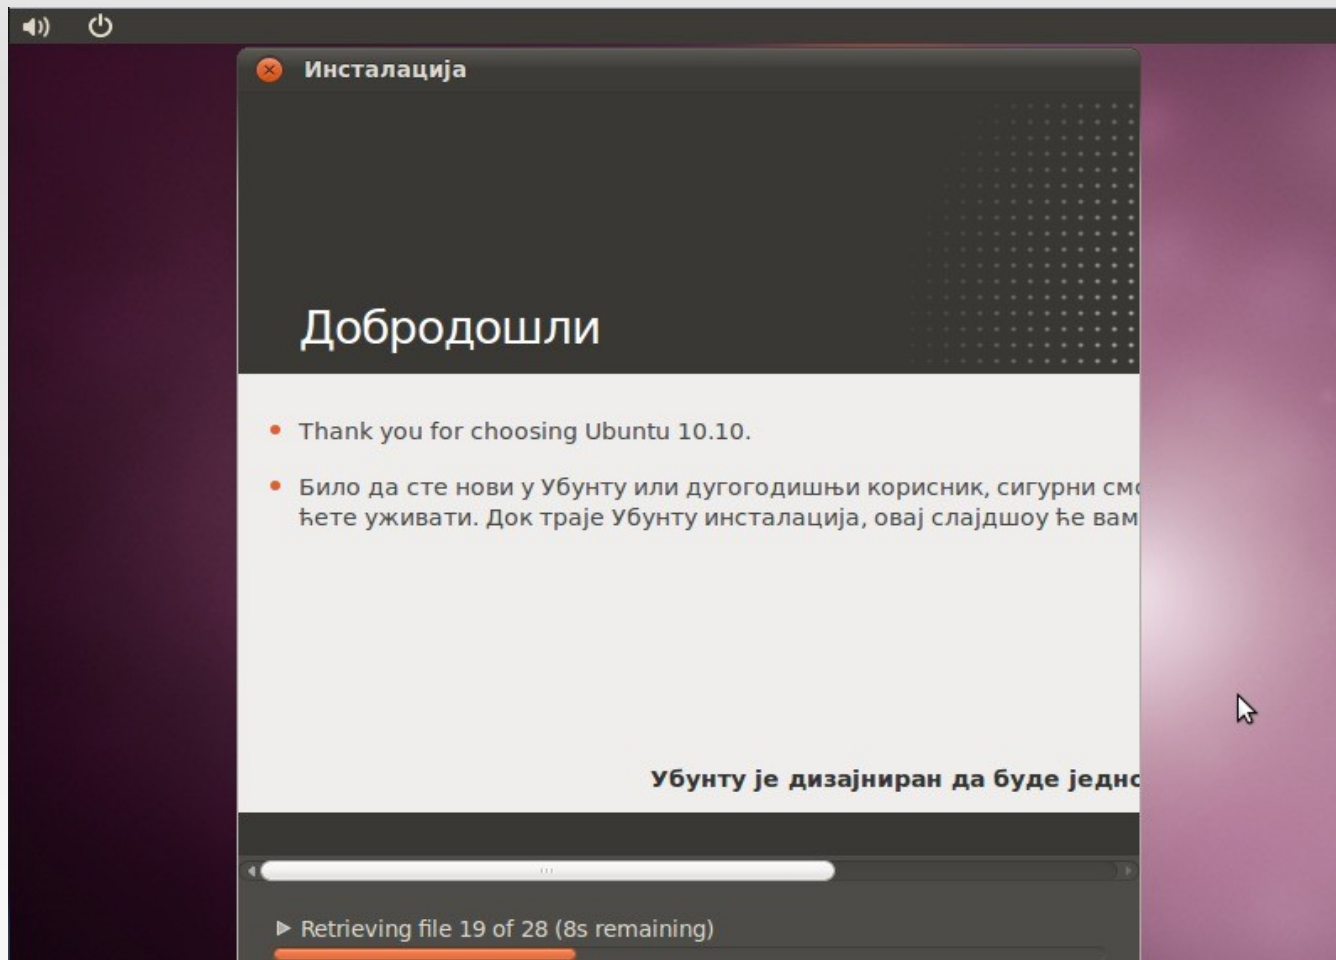 Инсталација
Добродошли
Thank you for choosing Ubuntu 10.10.
Било да сте нови у Убунту или дугогодишњи корисник, сигурни
ћете уживати. Док траје Убунту инсталација, овај слајдшоу ће вам
Убунту је дизајниран да буде
Retrieving file 19 of 28 (8s remaining)